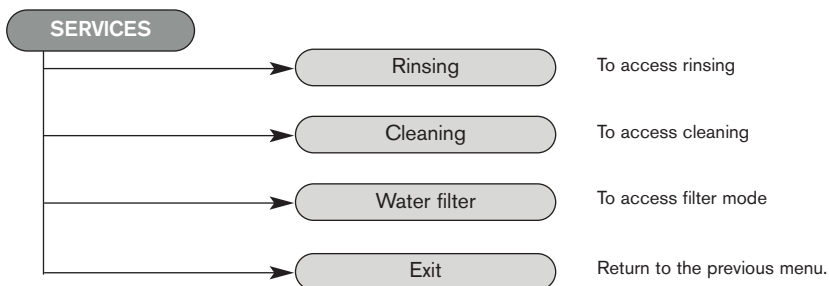 SERVICES
Rinsing To access rinsing
Cleaning To access cleaning
Water filter To access filter mode
Exit Return to the previous menu.